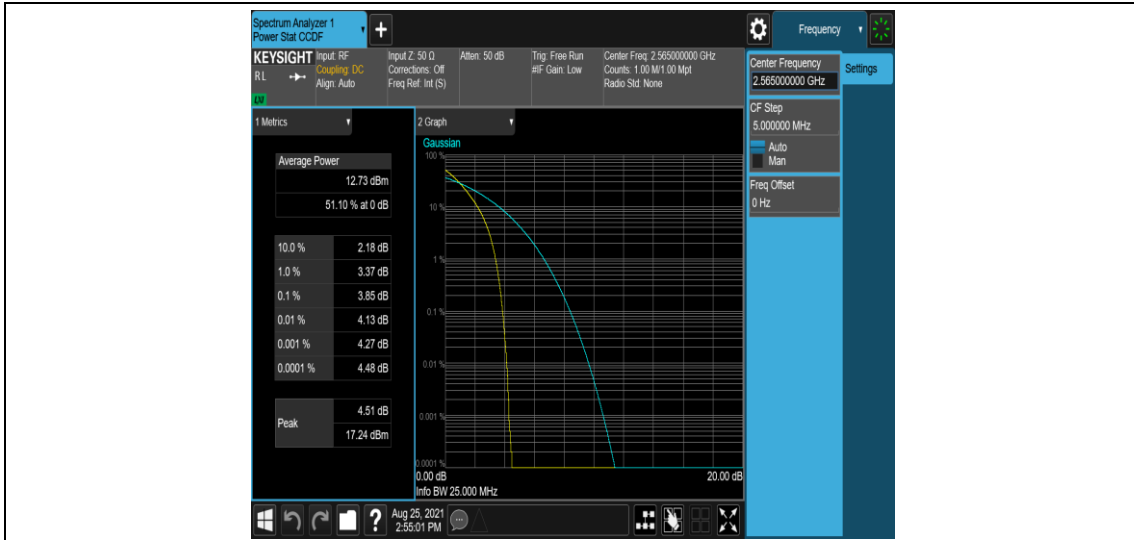 Spectrum Analyzer 1
Power Stat CCDF
+
Frequency
KEYSIGHT
RL
Input: RF
Coupling: DC
Align: Auto
Input Z: 50 Ω
Corrections: Off
Freq Ref: Int (S)
Atten: 50 dB
Trig: Free Run
#IF Gain: Low
Center Freq: 2.565000000 GHz
Counts: 1.00 M/1.00 Mpt
Radio Std: None
Center Frequency
2.565000000 GHz
Settings
CF Step
5.000000 MHz
Auto
Man
Freq Offset
0 Hz
1 Metrics
Average Power
12.73 dBm
51.10 % at 0 dB
10.0 % 2.18 dB
1.0 % 3.37 dB
0.1 % 3.85 dB
0.01 % 4.13 dB
0.001 % 4.27 dB
0.0001 % 4.48 dB
Peak 4.51 dB
17.24 dBm
2 Graph
Gaussian
100 %
10 %
1 %
0.1 %
0.01 %
0.001 %
0.0001 %
0.00 dB 20.00 dB
Info BW 25.000 MHz
?
Aug 25, 2021
2:55:01 PM